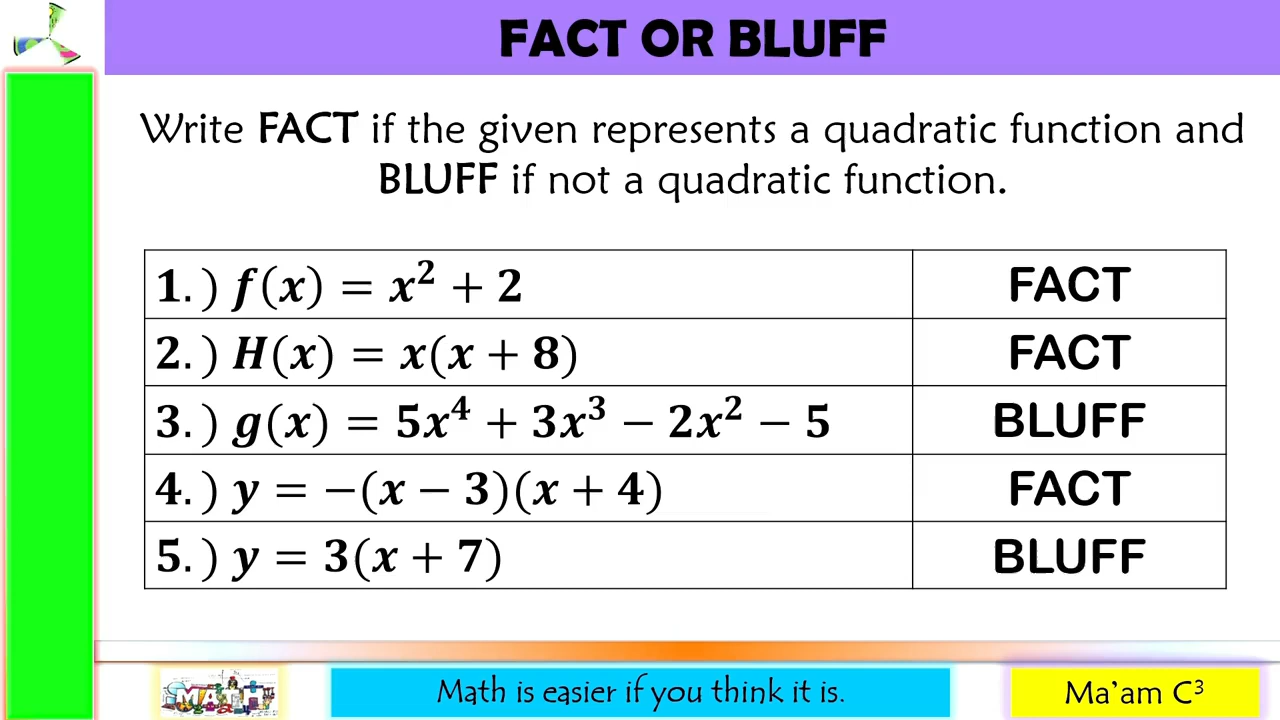 FACT OR BLUFF
Write FACT if the given represents a quadratic function and
BLUFF if not a quadratic function.
1.) f(x) = x² + 2 FACT
2.) H(x) = x(x + 8) FACT
3.) g(x) = 5x⁴ + 3x³ − 2x² − 5 BLUFF
4.) y = −(x − 3)(x + 4) FACT
5.) y = 3(x + 7) BLUFF
MATH
Math is easier if you think it is.
Ma'am C³